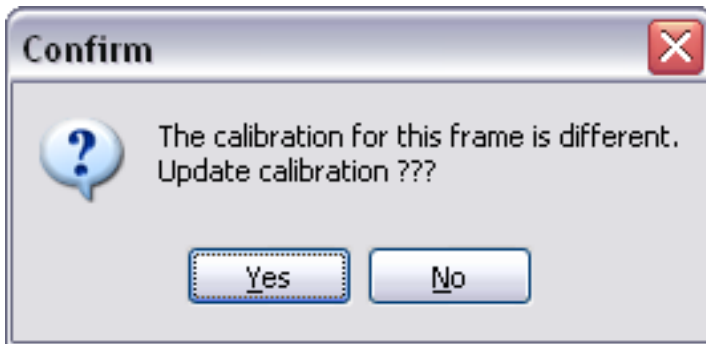 Confirm
The calibration for this frame is different.
Update calibration ???
Yes
No